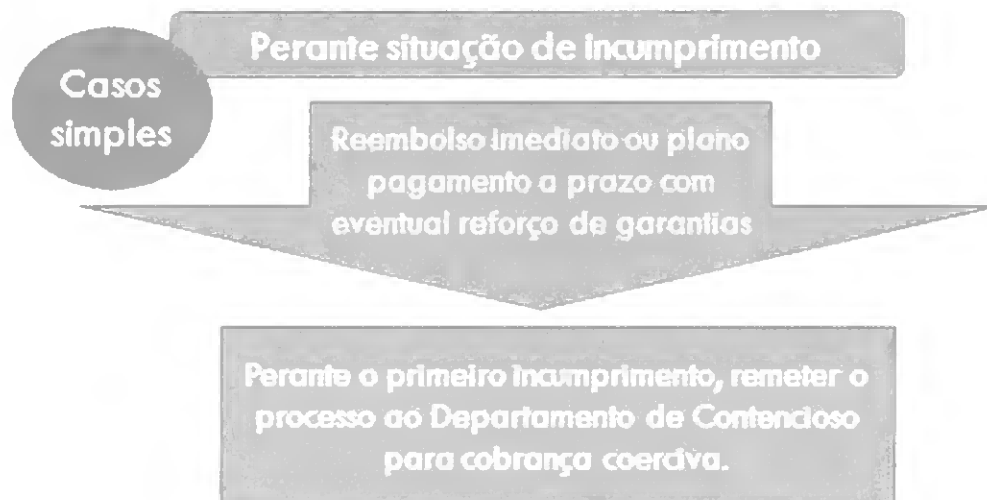 Perante situação de incumprimento
Casos
simples
Reembolso imediato ou plano
pagamento a prazo com
eventual reforço de garantias
Perante o primeiro incumprimento, remeter o
processo ao Departamento de Contencioso
para cobrança coerciva.